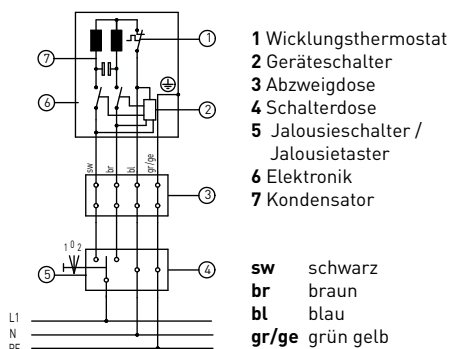 1
7
6
2
sw
br
bl
gr/ge
3
1 0 2
5
4
L1
N
PE
1 Wicklungsthermostat
2 Geräteschalter
3 Abzweigdose
4 Schalterdose
5 Jalousieschalter /
Jalousietaster
6 Elektronik
7 Kondensator
sw schwarz
br braun
bl blau
gr/ge grün gelb